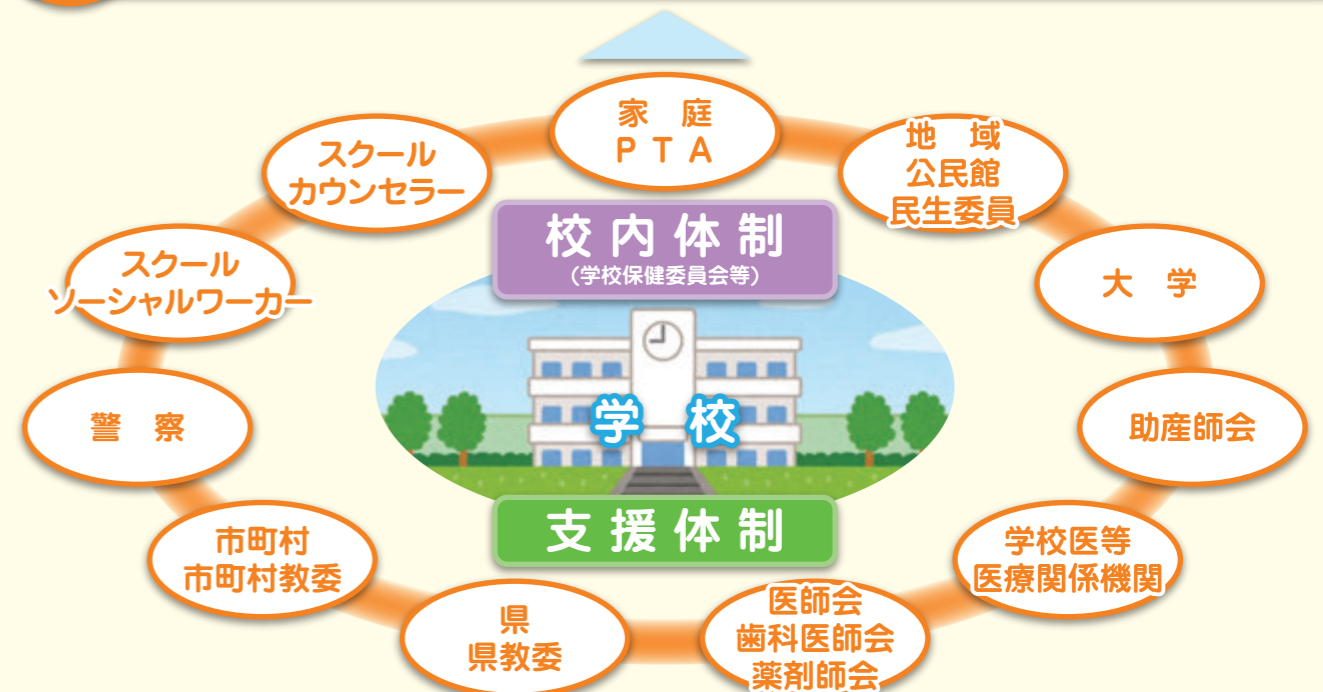 家 庭
P T A
地 域
公民館
民生委員
大 学
助産師会
学校医等
医療関係機関
医師会
歯科医師会
薬剤師会
県
県教委
市町村
市町村教委
警 察
スクール
ソーシャルワーカー
スクール
カウンセラー
校内体制
(学校保健委員会等)
学 校
支援体制